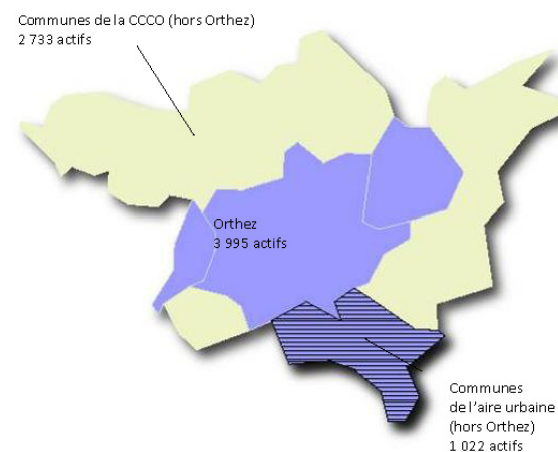 Communes de la CCCO (hors Orthez)
2 733 actifs
Orthez
3 995 actifs
Communes
de l'aire urbaine
(hors Orthez)
1 022 actifs